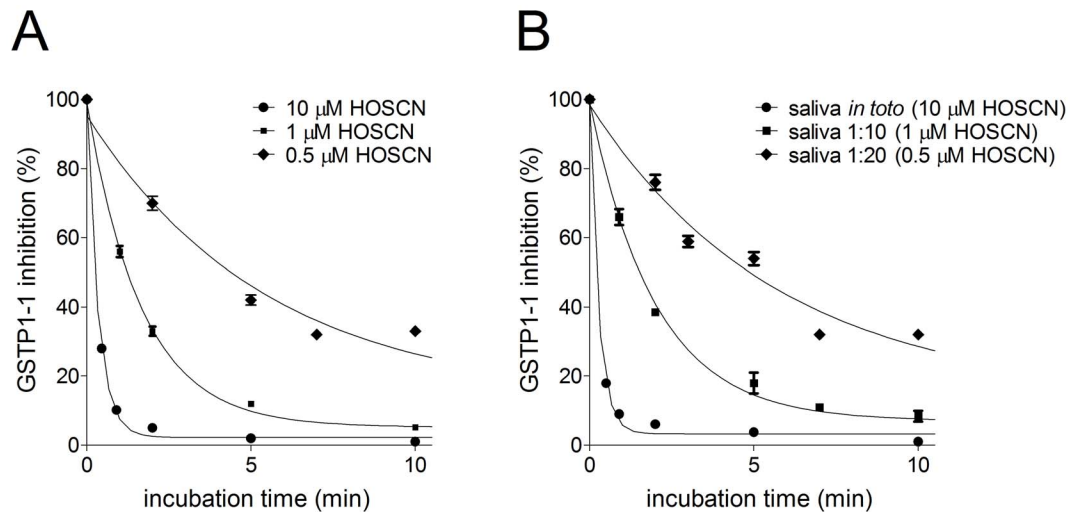 A
B
100
80
60
40
20
0
GSTP1-1 inhibition (%)
10 μM HOSCN
1 μM HOSCN
0.5 μM HOSCN
0
5
10
incubation time (min)
100
80
60
40
20
0
GSTP1-1 inhibition (%)
saliva in toto (10 μM HOSCN)
saliva 1:10 (1 μM HOSCN)
saliva 1:20 (0.5 μM HOSCN)
0
5
10
incubation time (min)